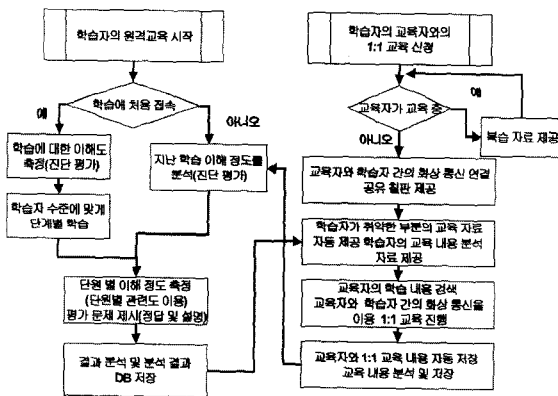 학습자의 원격교육 시작
학습에 처음 접속
예
아니오
학습에 대한 이해도
측정(진단 평가)
지난 학습 이해 정도를
분석(진단 평가)
학습자 수준에 맞게
단계별 학습
단원 별 이해 정도 측정
(단원별 관련도 이용)
평가 문제 제시(정답 및 설명)
결과 분석 및 분석 결과
DB 저장
학습자의 교육자와의
1:1 교육 신청
교육자가 교육 중
예
아니오
복습 자료 제공
교육자와 학습자 간의 화상 통신 연결
공유 칠판 제공
학습자가 취약한 부분의 교육 자료
자동 제공 학습자의 교육 내용 분석
자료 제공
교육자의 학습 내용 검색
교육자와 학습자 간의 화상 통신을
이용 1:1 교육 진행
교육자와 1:1 교육 내용 자동 저장
교육 내용 분석 및 저장